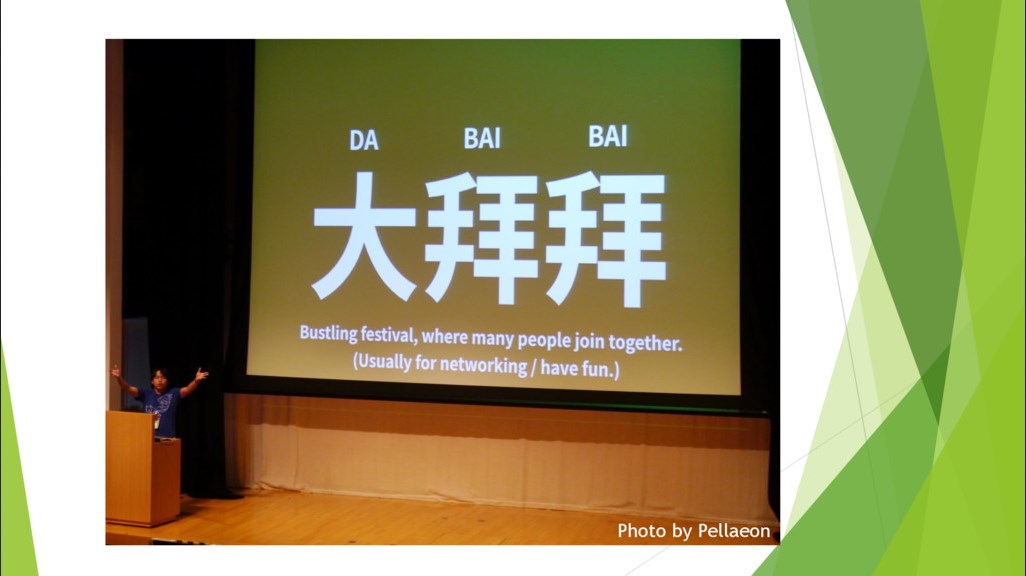 DA BAI BAI
大拜拜
Bustling festival, where many people join together.
(Usually for networking / have fun.)
Photo by Pellaeon